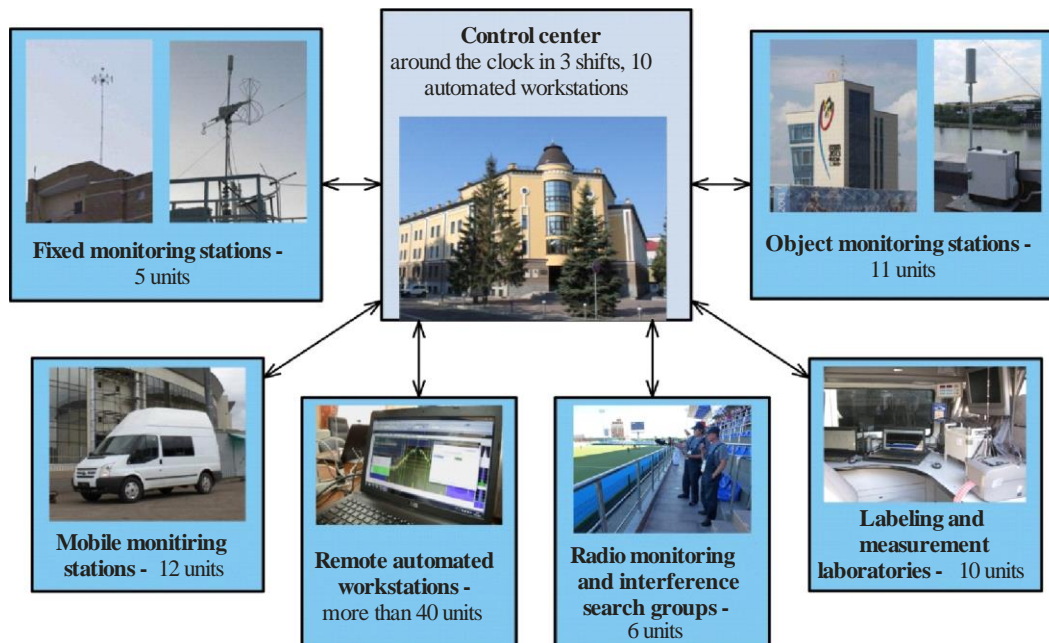 Control center
around the clock in 3 shifts, 10
automated workstations
Fixed monitoring stations -
5 units
Object monitoring stations -
11 units
Mobile monitiring
stations - 12 units
Remote automated
workstations -
more than 40 units
Radio monitoring
and interference
search groups -
6 units
Labeling and
measurement
laboratories - 10 units